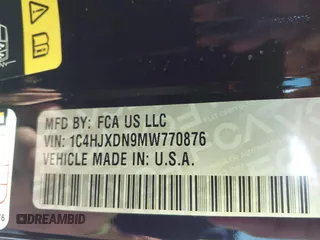 MFD BY: FCA US LLC
VIN: 1C4HJXDN9MW770876
VEHICLE MADE IN: U.S.A.
DREAMBID